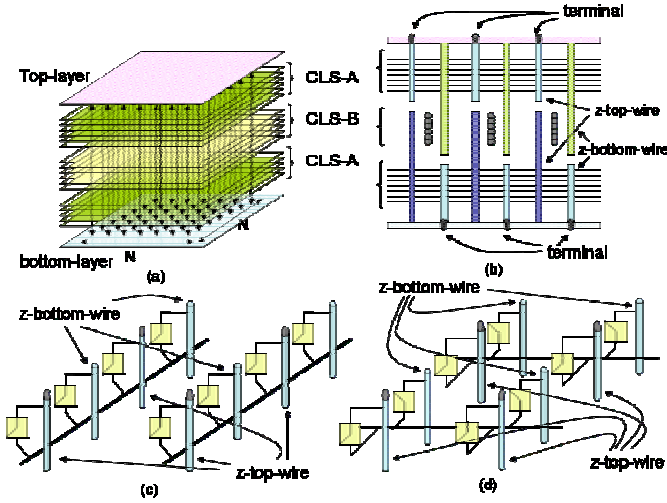 Top-layer
CLS-A
CLS-B
CLS-A
N
N
bottom-layer
(a)
terminal
z-top-wire
z-bottom-wire
terminal
(b)
z-bottom-wire
z-top-wire
(c)
z-bottom-wire
z-top-wire
(d)